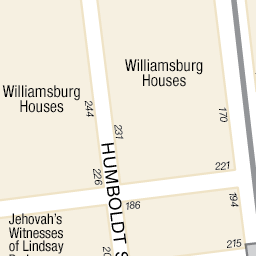 Williamsburg
Houses
Williamsburg
Houses
244
170
231
HUMBOLDT
221
226
186
194
Jehovah's
Witnesses
of Lindsay
215